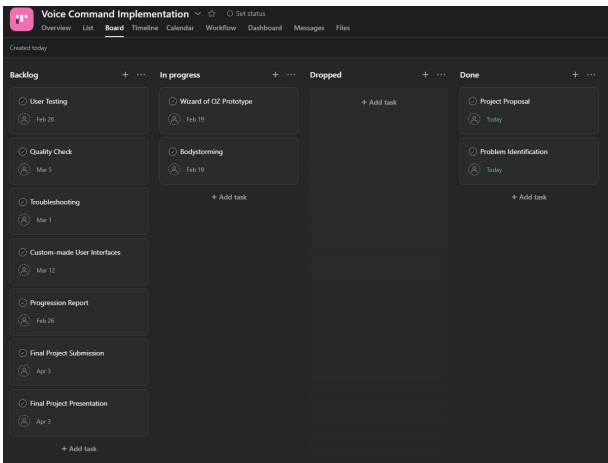 Voice Command Implementation
Set status
Overview List Board Timeline Calendar Workflow Dashboard Messages Files
Created today
Backlog
User Testing
Feb 26
Quality Check
Mar 5
Troubleshooting
Mar 1
Custom-made User Interfaces
Mar 12
Progression Report
Feb 26
Final Project Submission
Apr 3
Final Project Presentation
Apr 3
+ Add task
In progress
Wizard of OZ Prototype
Feb 19
Bodystorming
Feb 19
+ Add task
Dropped
+ Add task
Done
Project Proposal
Today
Problem Identification
Today
+ Add task